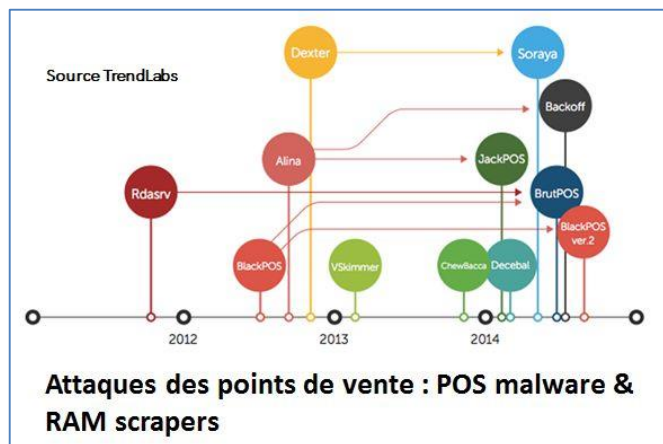 Dexter
Soraya
Source TrendLabs
Backoff
Alina
JackPOS
Rdasrv
BrutPOS
BlackPOS
ver.2
BlackPOS
VSkimmer
ChewBacca
Decebal
2012
2013
2014
Attaques des points de vente : POS malware &
RAM scrapers